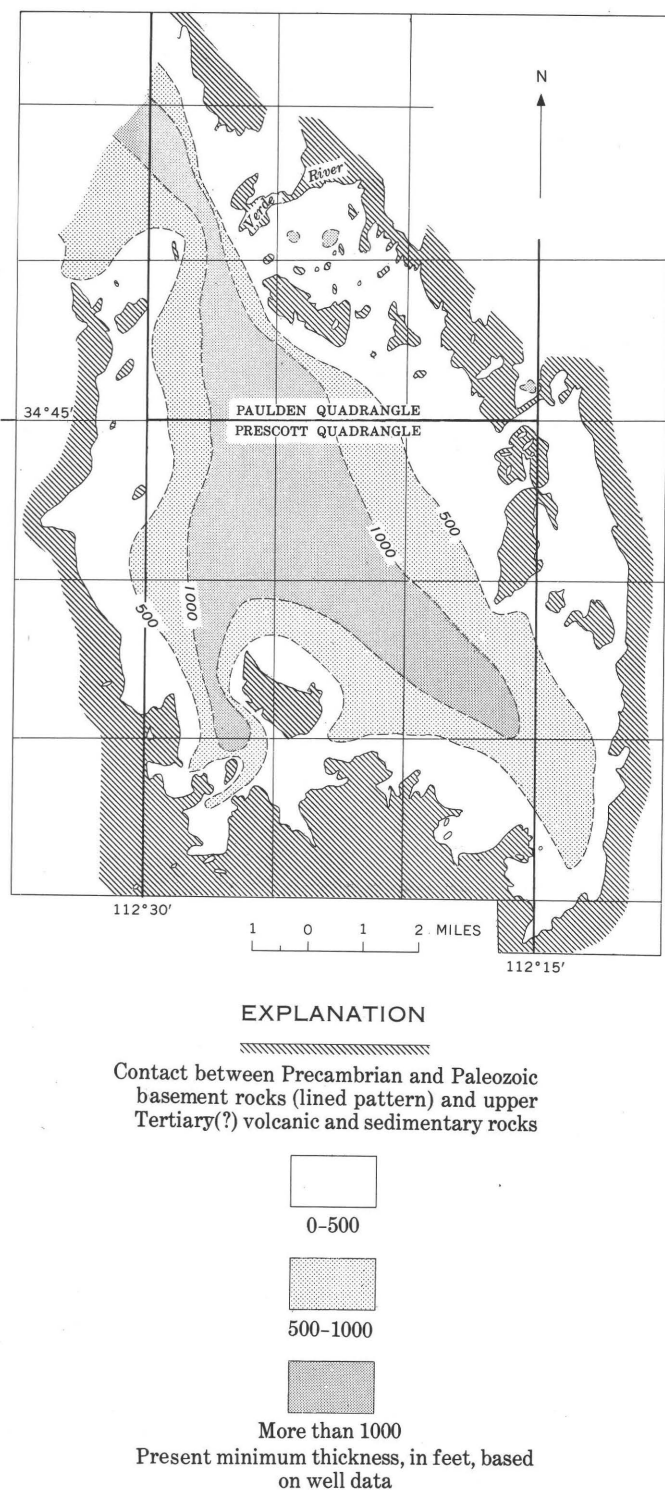 N
Verde River
34°45′
PAULDEN QUADRANGLE
PRESCOTT QUADRANGLE
500
1000
500
1000
112°30′
1 0 1 2 MILES
112°15′
EXPLANATION
Contact between Precambrian and Paleozoic
basement rocks (lined pattern) and upper
Tertiary(?) volcanic and sedimentary rocks
0–500
500–1000
More than 1000
Present minimum thickness, in feet, based
on well data